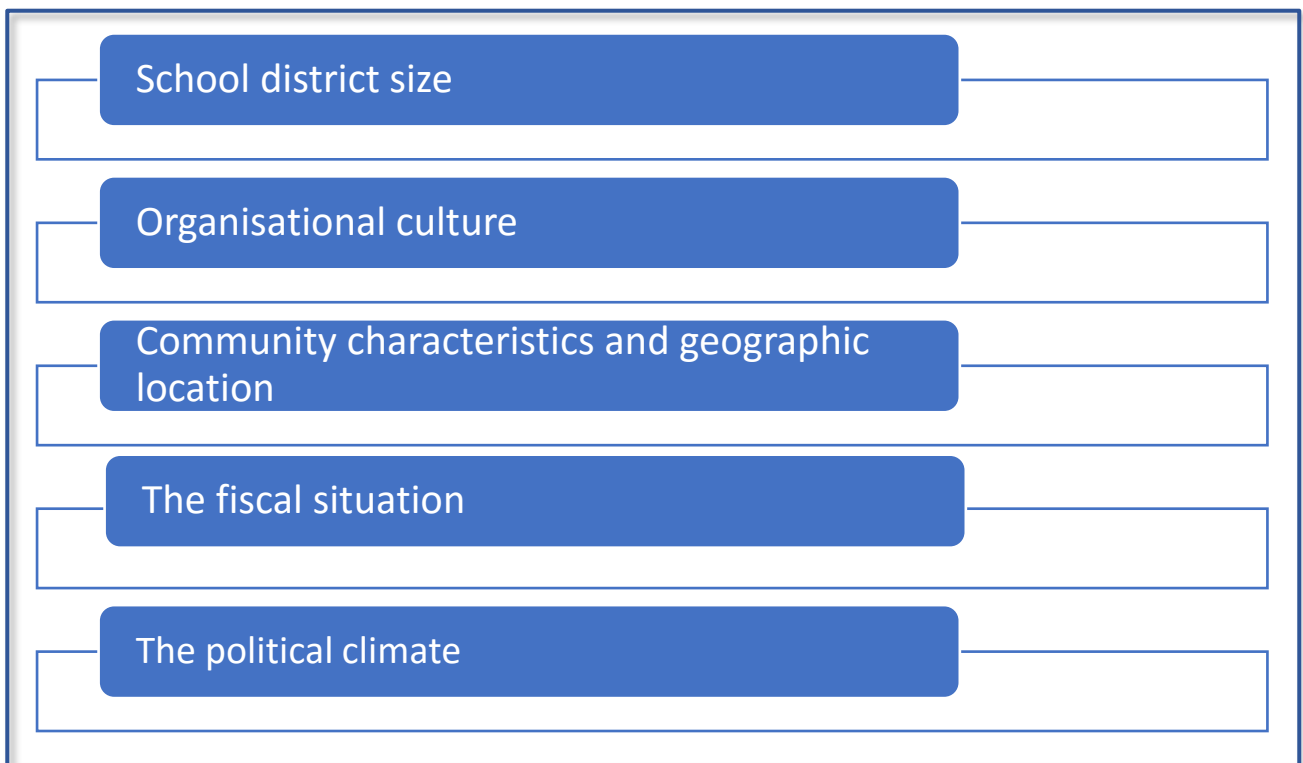 School district size
Organisational culture
Community characteristics and geographic
location
The fiscal situation
The political climate